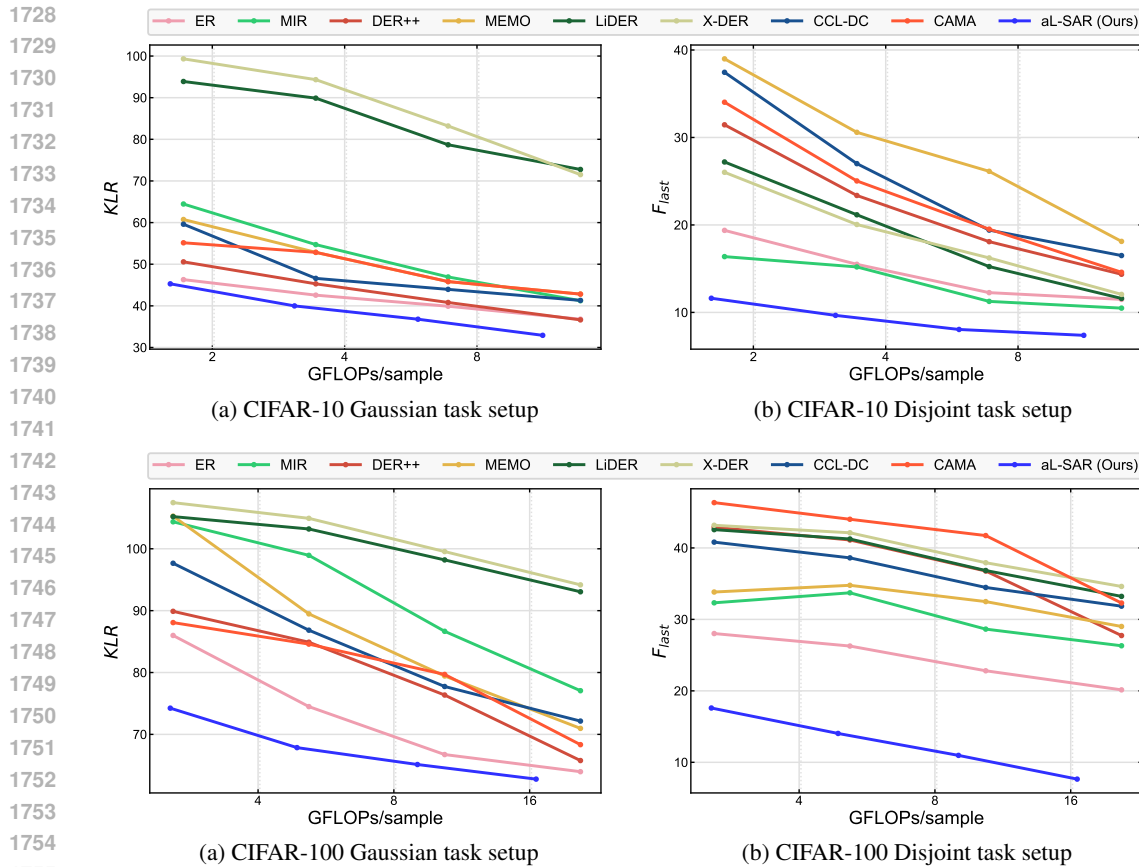 1728
1729
1730
1731
1732
1733
1734
1735
1736
1737
1738
1739
1740
1741
1742
1743
1744
1745
1746
1747
1748
1749
1750
1751
1752
1753
1754
ER MIR DER++ MEMO LiDER X-DER CCL-DC CAMA aL-SAR (Ours)
100
90
80
70
60
50
40
30
KLR
2 4 8
GFLOPs/sample
(a) CIFAR-10 Gaussian task setup
40
30
20
10
F_last
2 4 8
GFLOPs/sample
(b) CIFAR-10 Disjoint task setup
ER MIR DER++ MEMO LiDER X-DER CCL-DC CAMA aL-SAR (Ours)
100
90
80
70
KLR
4 8 16
GFLOPs/sample
(a) CIFAR-100 Gaussian task setup
40
30
20
10
F_last
4 8 16
GFLOPs/sample
(b) CIFAR-100 Disjoint task setup